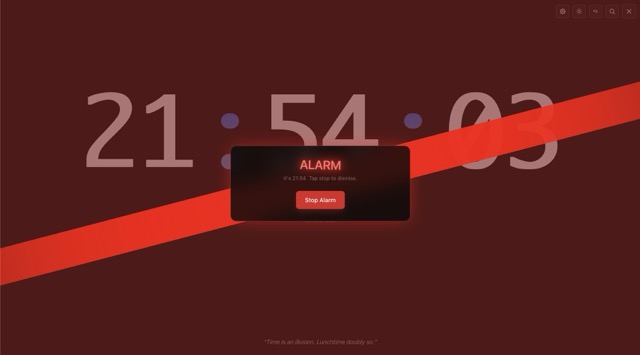 21:54:03
ALARM
It's 21:54. Tap stop to dismiss.
Stop Alarm
"Time is an illusion. Lunchtime doubly so."